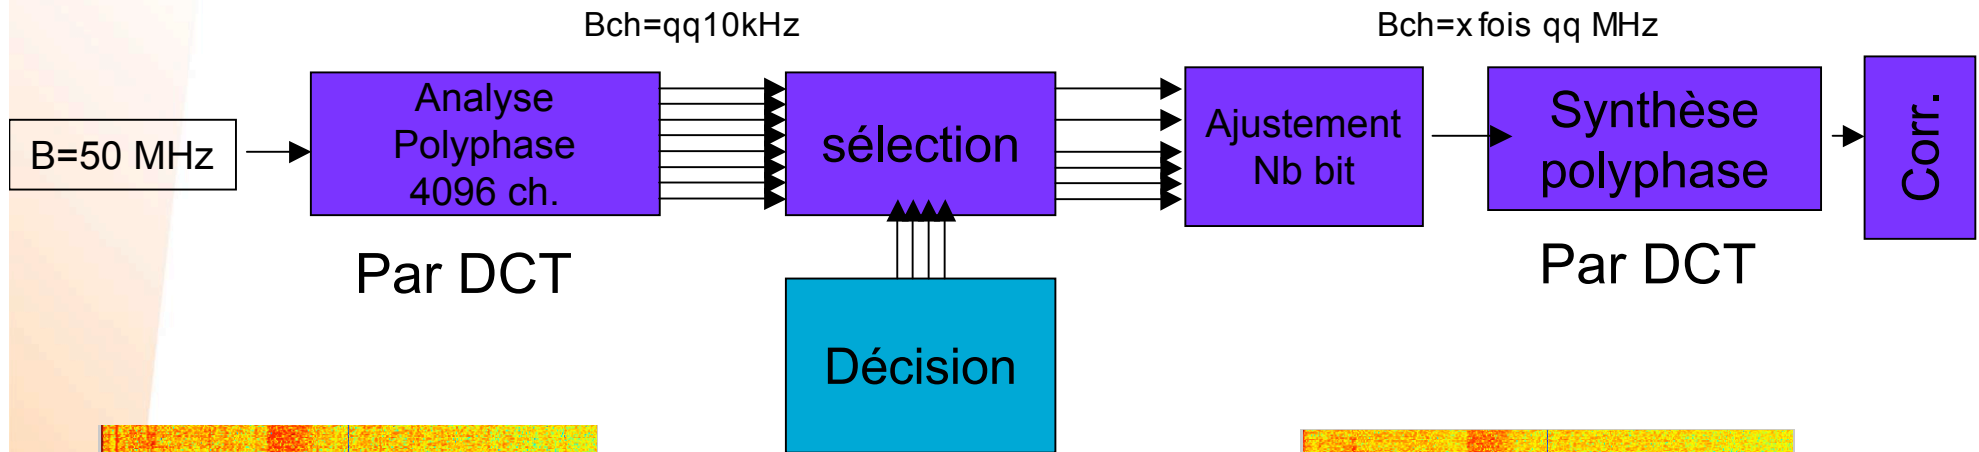 Bch=qq10kHz
Bch=x fois qq MHz
B=50 MHz
Analyse
Polyphase
4096 ch.
sélection
Ajustement
Nb bit
Synthèse
polyphase
Corr.
Par DCT
Par DCT
Décision